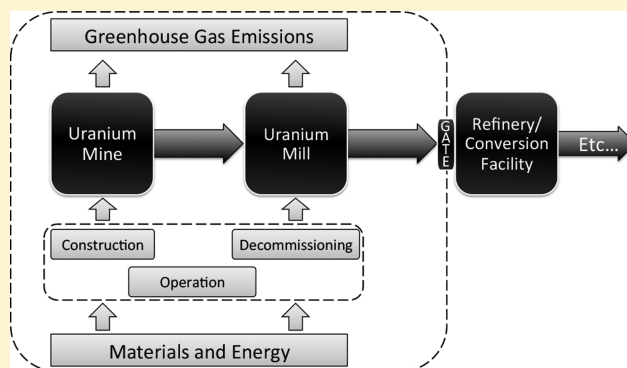 Greenhouse Gas Emissions
Uranium
Mine
Uranium
Mill
GATE
Refinery/
Conversion
Facility
Etc...
Construction
Decommissioning
Operation
Materials and Energy